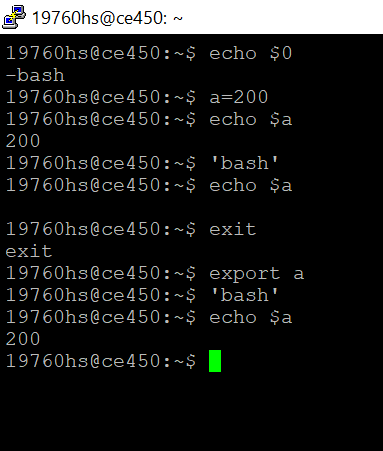 19760hs@ce450: ~
19760hs@ce450:~$ echo $0
-bash
19760hs@ce450:~$ a=200
19760hs@ce450:~$ echo $a
200
19760hs@ce450:~$ 'bash'
19760hs@ce450:~$ echo $a

19760hs@ce450:~$ exit
exit
19760hs@ce450:~$ export a
19760hs@ce450:~$ 'bash'
19760hs@ce450:~$ echo $a
200
19760hs@ce450:~$